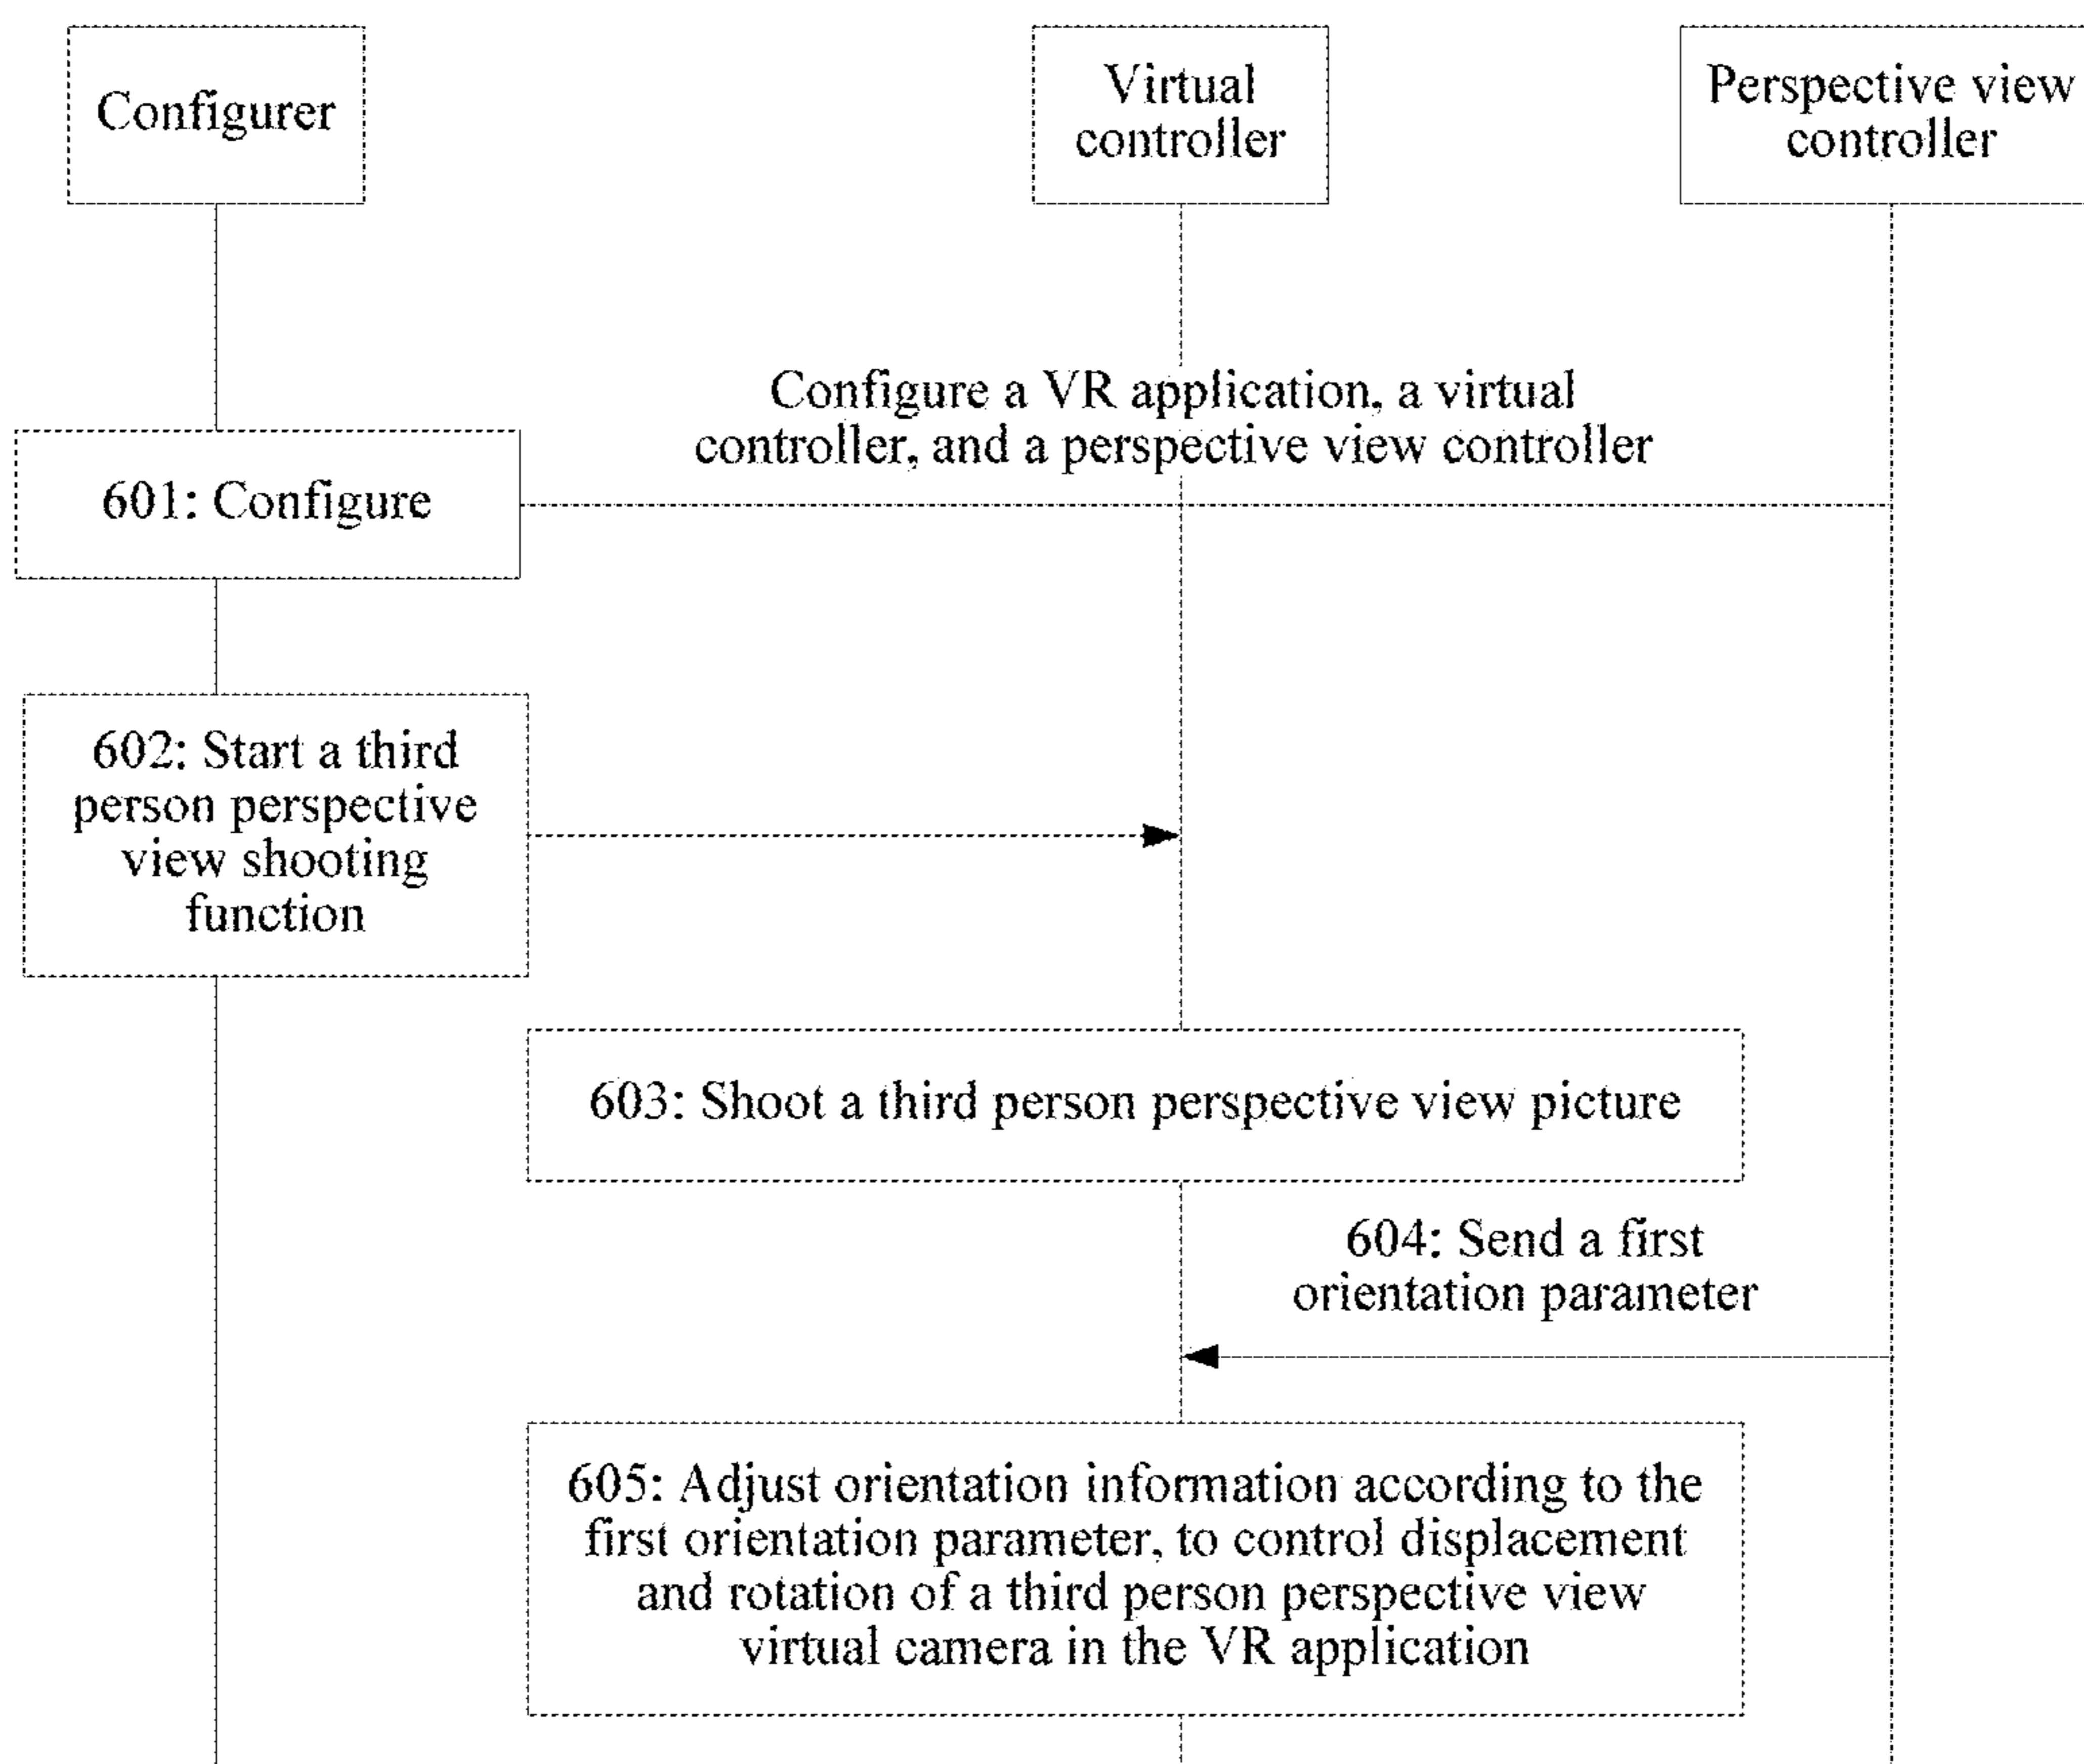 Configurer
Virtual
controller
Perspective view
controller
Configure a VR application, a virtual
controller, and a perspective view controller
601: Configure
602: Start a third
person perspective
view shooting
function
603: Shoot a third person perspective view picture
604: Send a first
orientation parameter
605: Adjust orientation information according to the
first orientation parameter, to control displacement
and rotation of a third person perspective view
virtual camera in the VR application